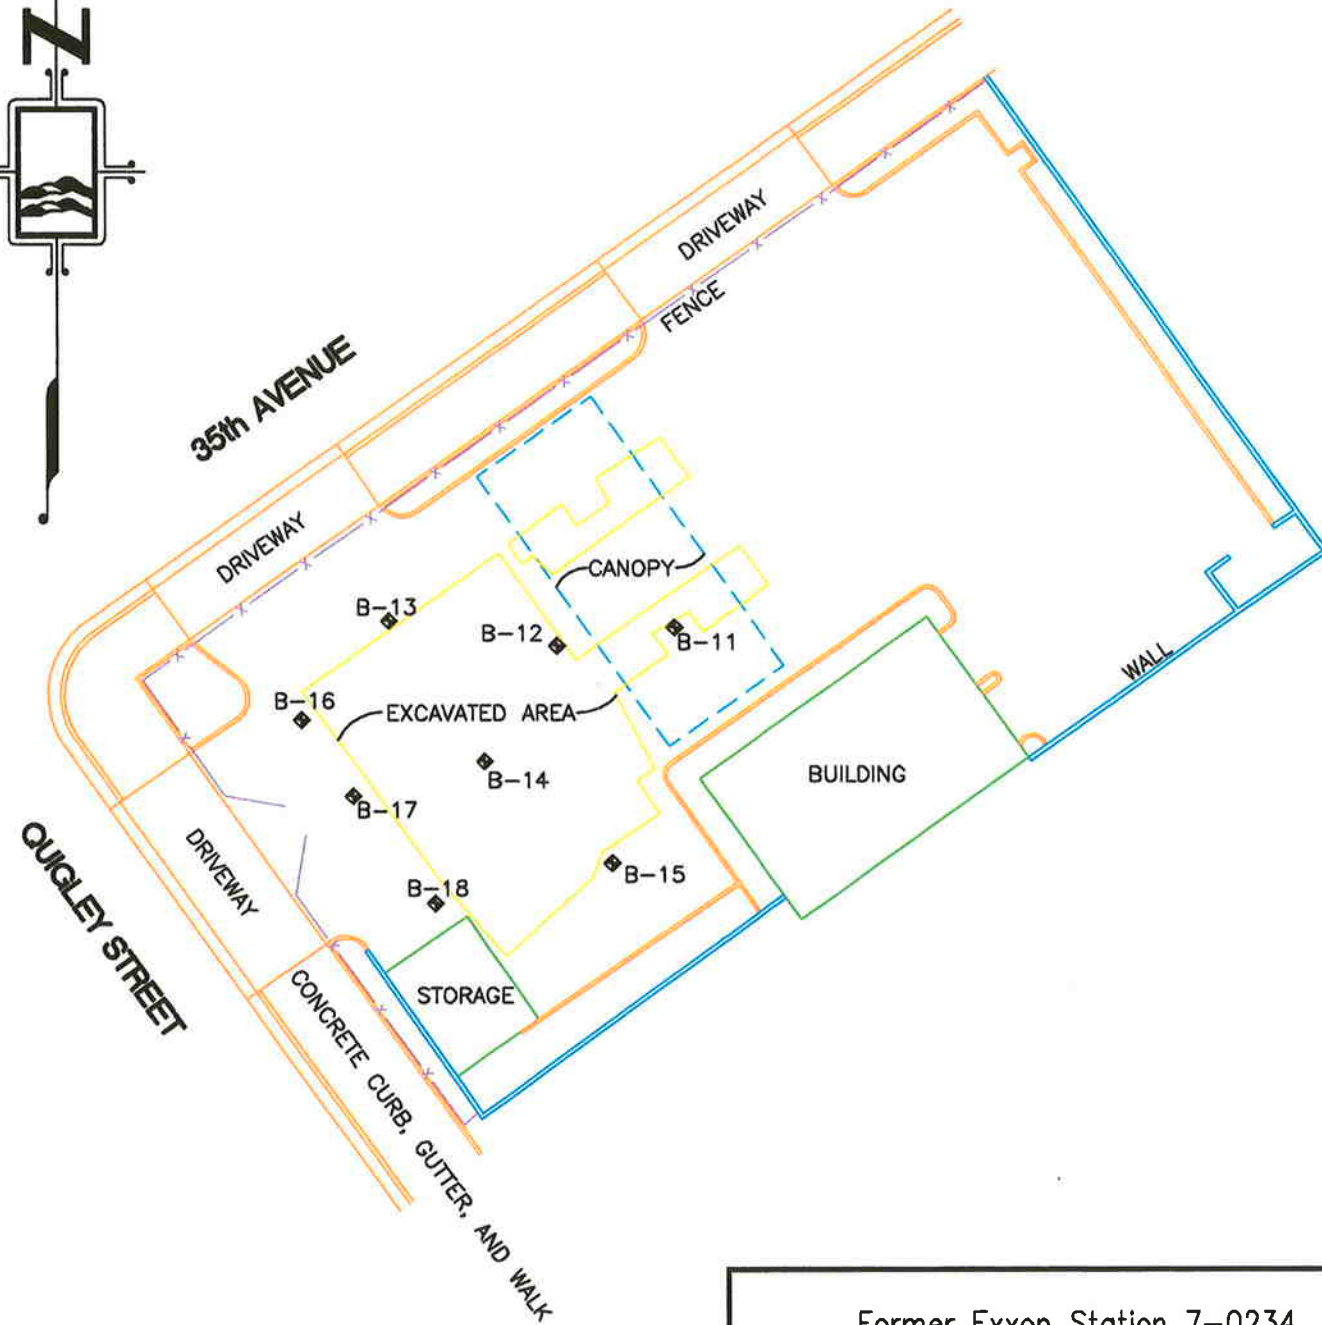 N
DRIVEWAY
FENCE
35th AVENUE
DRIVEWAY
CANOPY
B-13
B-12
B-11
WALL
B-16
EXCAVATED AREA
B-14
BUILDING
B-17
DRIVEWAY
QUIGLEY STREET
B-15
B-18
STORAGE
CONCRETE CURB, GUTTER, AND WALK
Former Exxon Station 7-0234